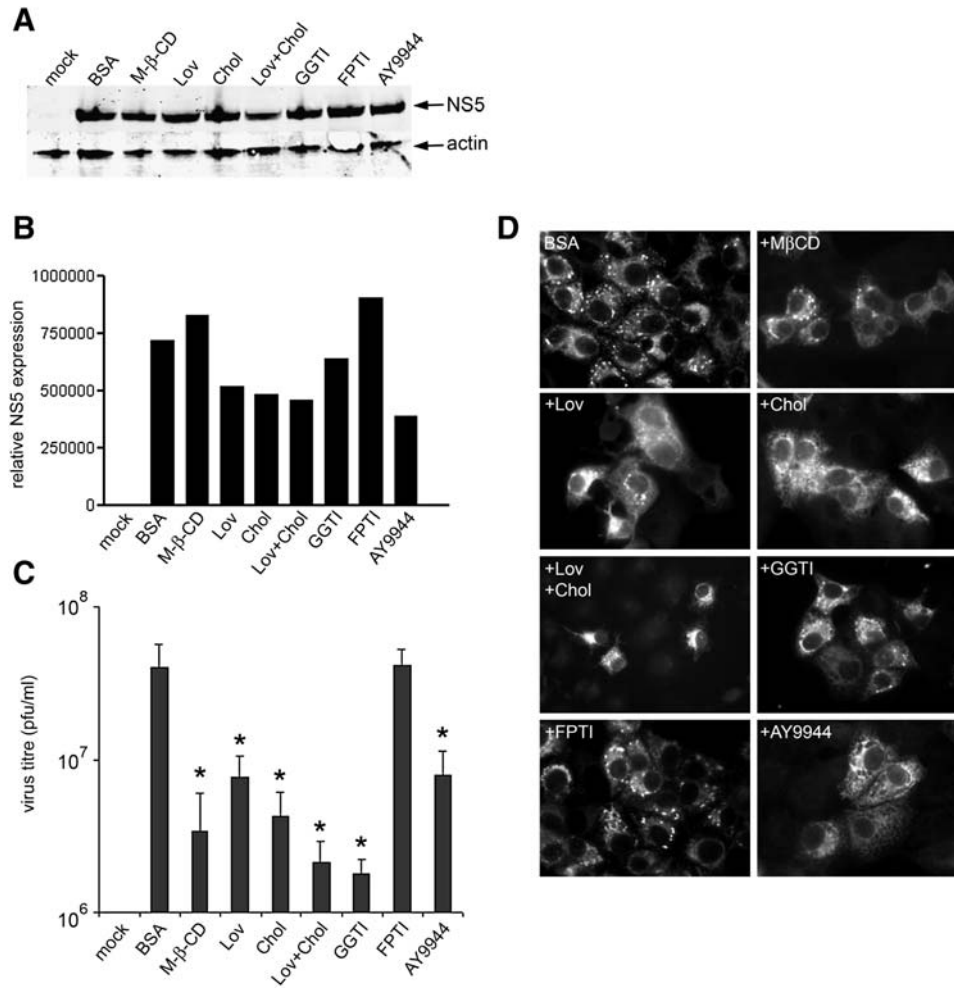 A
mock
BSA
M-β-CD
Lov
Chol
Lov+Chol
GGTI
FPTI
AY9944
NS5
actin
B
relative NS5 expression
1000000
750000
500000
250000
0
mock
BSA
M-β-CD
Lov
Chol
Lov+Chol
GGTI
FPTI
AY9944
C
virus titre (pfu/ml)
10⁸
10⁷
10⁶
* * * * * *
mock
BSA
M-β-CD
Lov
Chol
Lov+Chol
GGTI
FPTI
AY9944
D
BSA
+MβCD
+Lov
+Chol
+Lov
+Chol
+GGTI
+FPTI
+AY9944